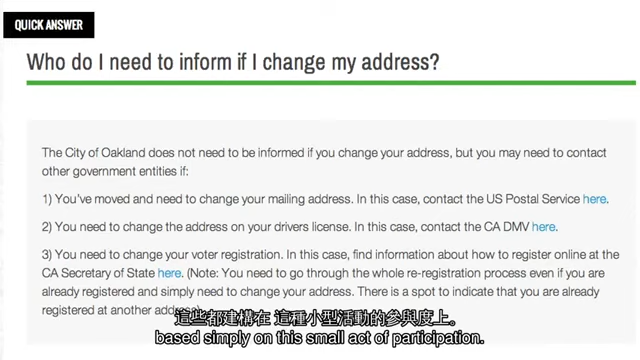 QUICK ANSWER
Who do I need to inform if I change my address?
The City of Oakland does not need to be informed if you change your address, but you may need to contact
other government entities if:
1) You've moved and need to change your mailing address. In this case, contact the US Postal Service here.
2) You need to change the address on your drivers license. In this case, contact the CA DMV here.
3) You need to change your voter registration. In this case, find information about how to register online at the
CA Secretary of State here. (Note: You need to go through the whole re-registration process even if you are
already registered and simply need to change your address. There is a spot to indicate that you are already
registered at another address)
這些都建構在 這種小型活動的參與度上。
based simply on this small act of participation.